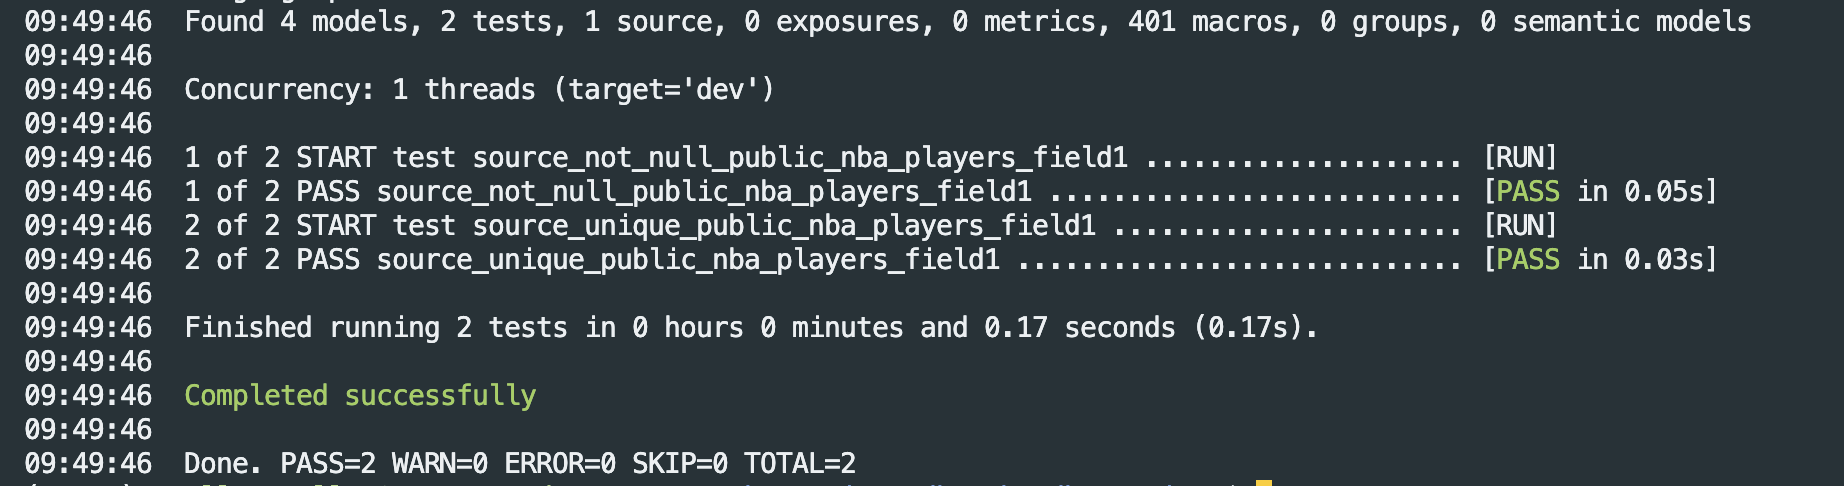 09:49:46  Found 4 models, 2 tests, 1 source, 0 exposures, 0 metrics, 401 macros, 0 groups, 0 semantic models
09:49:46
09:49:46  Concurrency: 1 threads (target='dev')
09:49:46
09:49:46  1 of 2 START test source_not_null_public_nba_players_field1 .................... [RUN]
09:49:46  1 of 2 PASS source_not_null_public_nba_players_field1 .......................... [PASS in 0.05s]
09:49:46  2 of 2 START test source_unique_public_nba_players_field1 ...................... [RUN]
09:49:46  2 of 2 PASS source_unique_public_nba_players_field1 ............................ [PASS in 0.03s]
09:49:46
09:49:46  Finished running 2 tests in 0 hours 0 minutes and 0.17 seconds (0.17s).
09:49:46
09:49:46  Completed successfully
09:49:46
09:49:46  Done. PASS=2 WARN=0 ERROR=0 SKIP=0 TOTAL=2